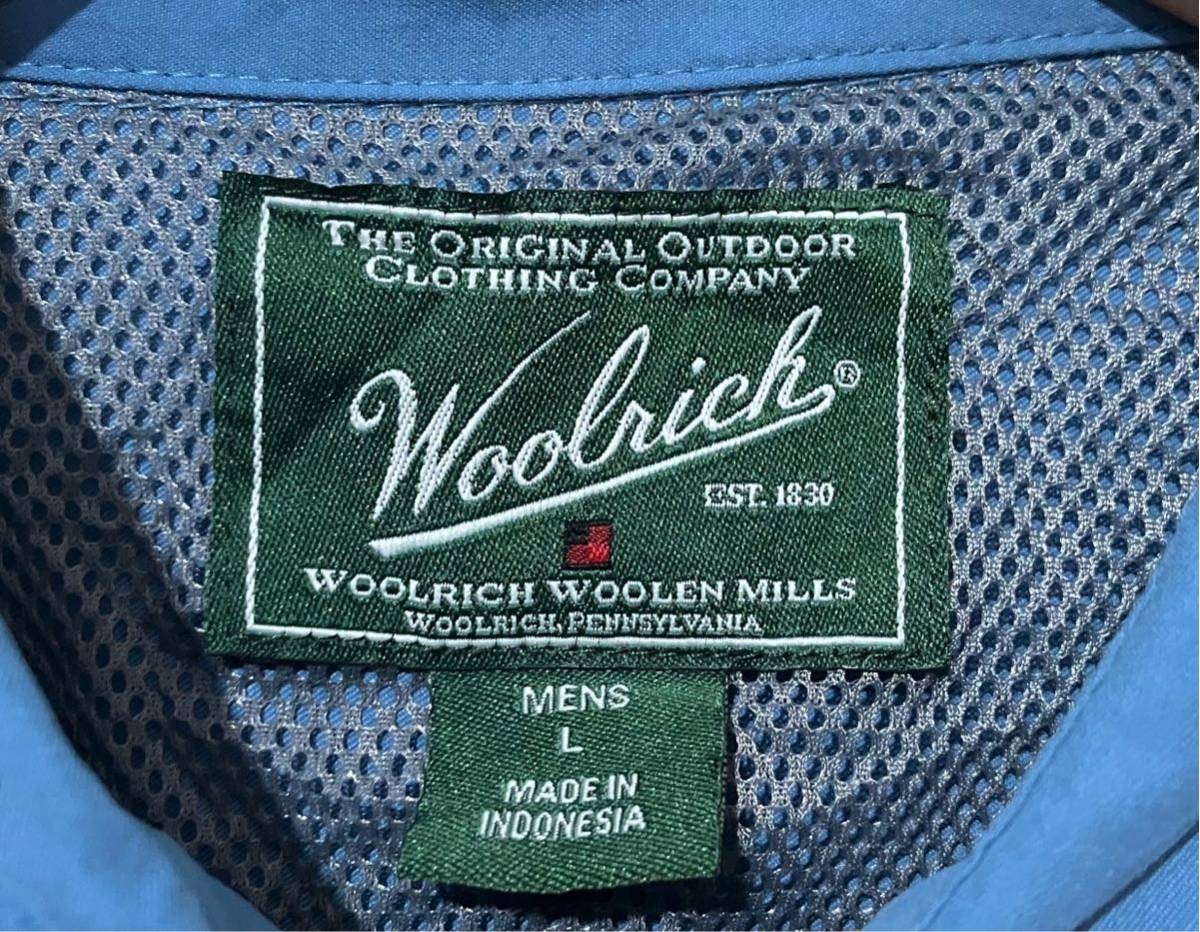 THE ORIGINAL OUTDOOR
CLOTHING COMPANY
Woolrich®
EST. 1830
WOOLRICH WOOLEN MILLS
WOOLRICH, PENNSYLVANIA
MENS
L
MADE IN
INDONESIA